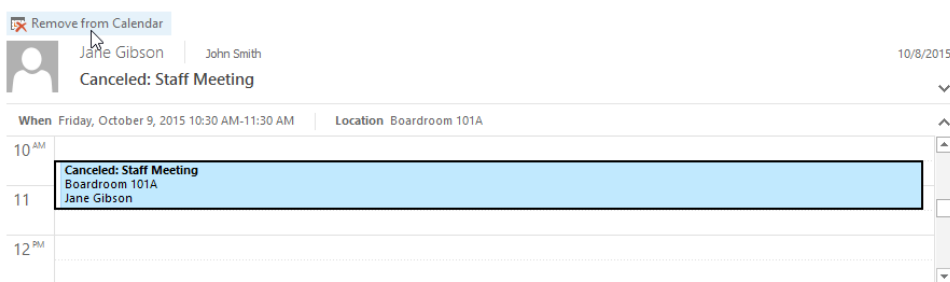 Remove from Calendar
Jane Gibson John Smith 10/8/2015
Canceled: Staff Meeting
When Friday, October 9, 2015 10:30 AM-11:30 AM Location Boardroom 101A
10 AM
Canceled: Staff Meeting
Boardroom 101A
11 Jane Gibson
12 PM